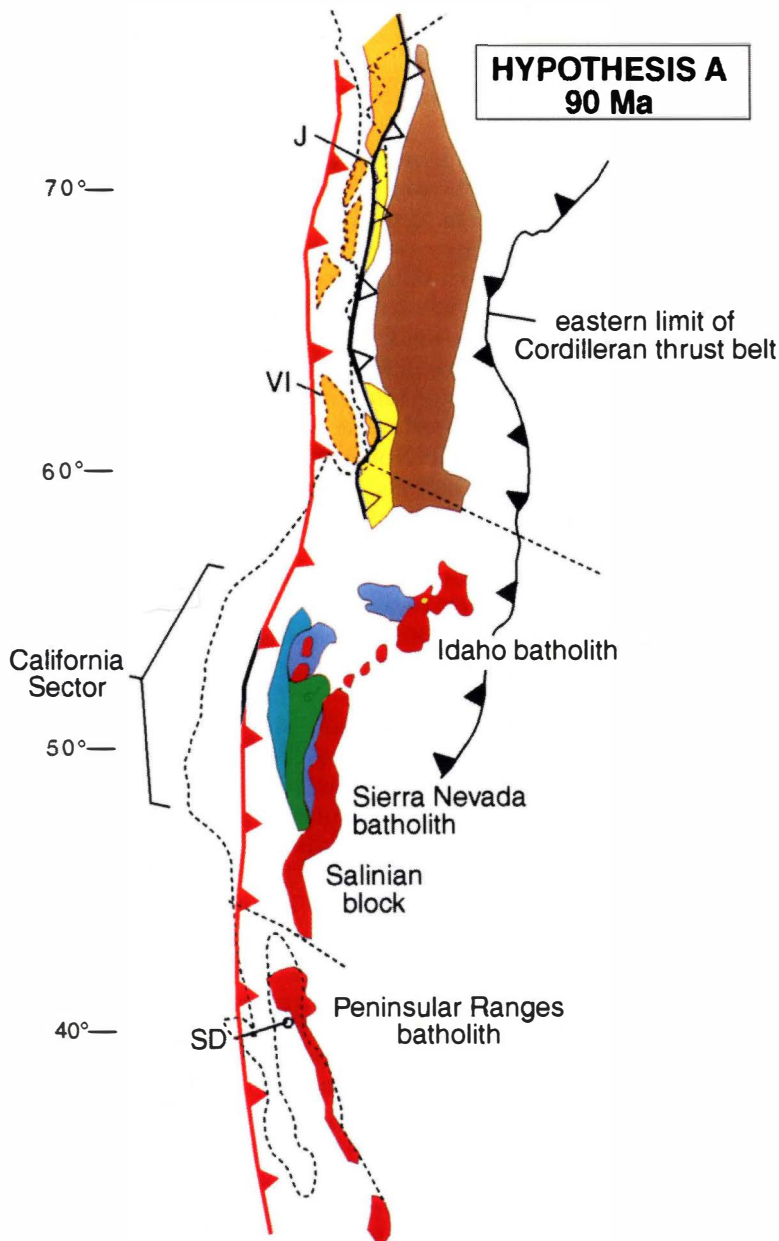 HYPOTHESIS A
90 Ma
J
70°
eastern limit of
Cordilleran thrust belt
VI
60°
California
Sector
Idaho batholith
50°
Sierra Nevada
batholith
Salinian
block
Peninsular Ranges
batholith
40°
SD